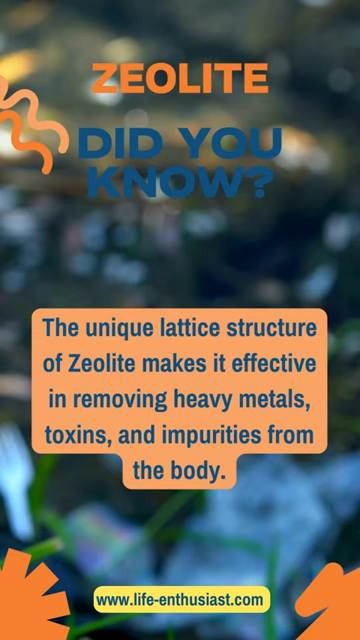 ZEOLITE
DID YOU
KNOW?
The unique lattice structure
of Zeolite makes it effective
in removing heavy metals,
toxins, and impurities from
the body.
www.life-enthusiast.com